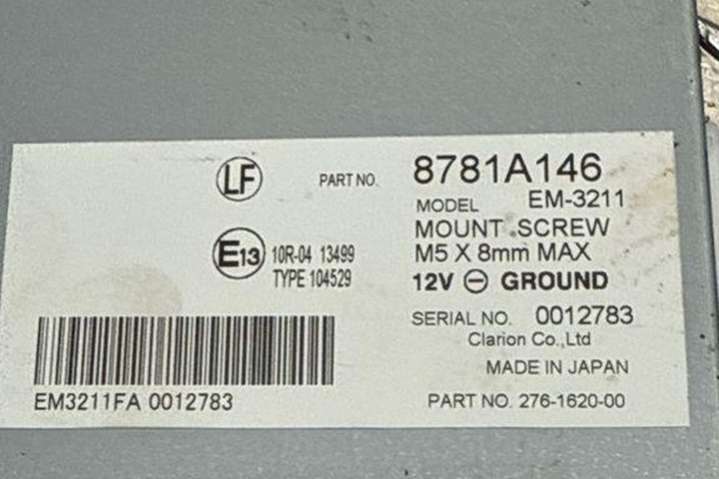 LF
PART NO. 8781A146
MODEL EM-3211
MOUNT SCREW
M5 X 8mm MAX
E13 10R-04 13499
TYPE 104529
12V ⊖ GROUND
SERIAL NO. 0012783
Clarion Co.,Ltd
MADE IN JAPAN
EM3211FA 0012783
PART NO. 276-1620-00